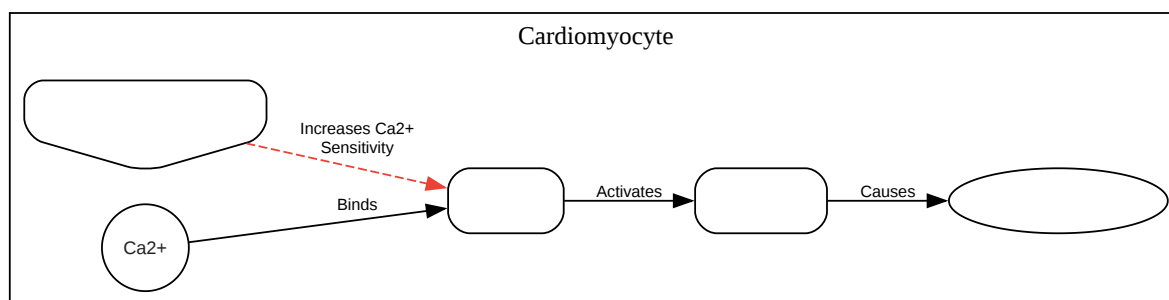 Cardiomyocyte
Increases Ca2+
Sensitivity
Binds
Activates
Causes
Ca2+